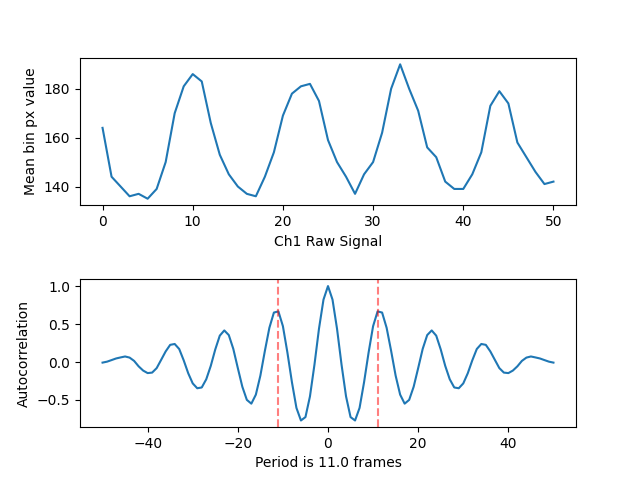 Mean bin px value
180
160
140
0 10 20 30 40 50
Ch1 Raw Signal
Autocorrelation
1.0
0.5
0.0
−0.5
−40 −20 0 20 40
Period is 11.0 frames